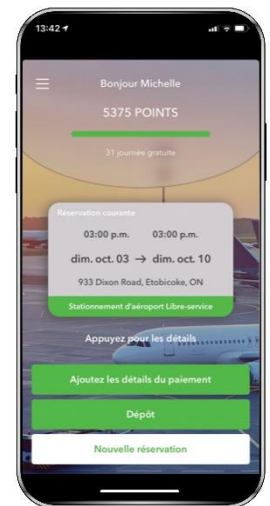 13:42
Bonjour Michelle
5375 POINTS
31 journée gratuite
Réservation courante
03:00 p.m. 03:00 p.m.
dim. oct. 03 → dim. oct. 10
933 Dixon Road, Etobicoke, ON
Stationnement d'aéroport Libre-service
Appuyez pour les détails
Ajoutez les détails du paiement
Dépôt
Nouvelle réservation